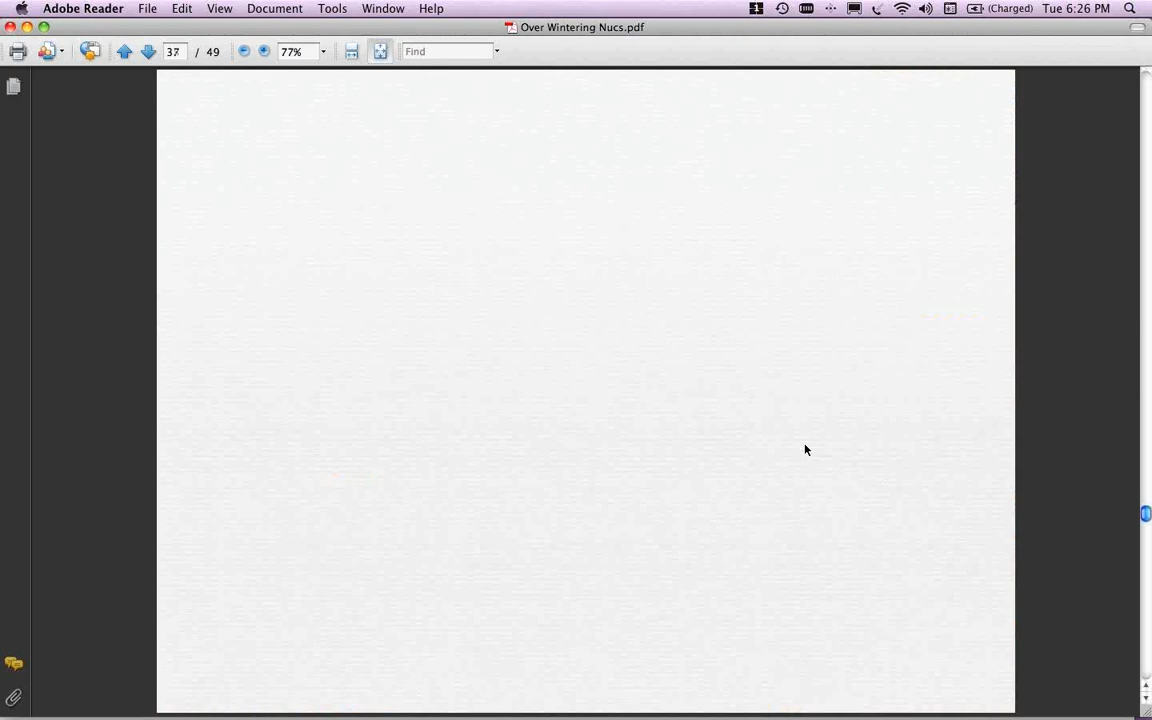 Adobe Reader File Edit View Document Tools Window Help 1 (Charged) Tue 6:26 PM
Over Wintering Nucs.pdf
37 / 49 77% Find